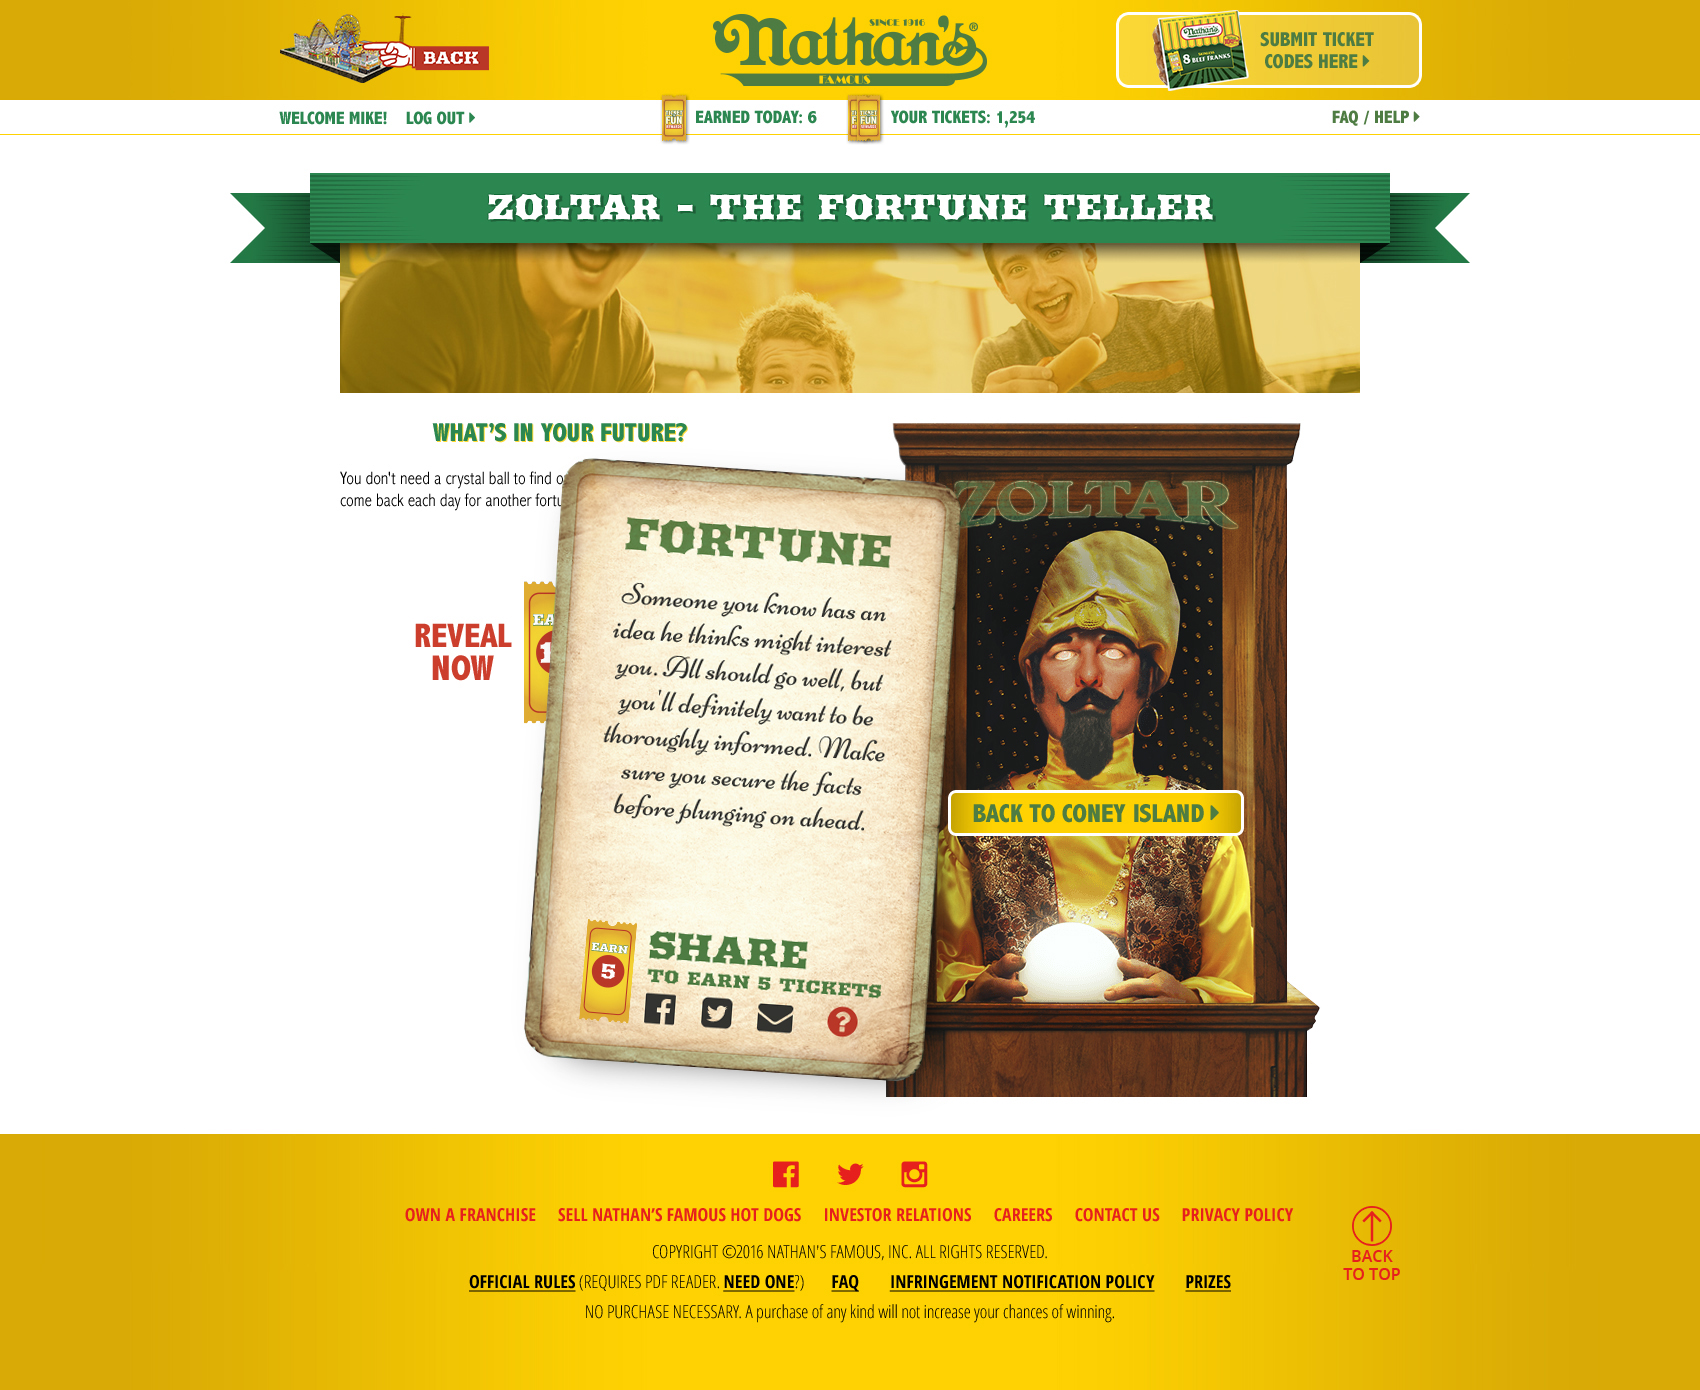 BACK
SINCE 1916
Nathan's®
FAMOUS
Nathan's
8 BEEF FRANKS
SUBMIT TICKET
CODES HERE
WELCOME MIKE!
LOG OUT
FUN
EARNED TODAY: 6
FUN
YOUR TICKETS: 1,254
FAQ / HELP
ZOLTAR - THE FORTUNE TELLER
WHAT'S IN YOUR FUTURE?
You don't need a crystal ball to find
come back each day for another
REVEAL
NOW
ZOLTAR
FORTUNE
Someone you know has an
idea he thinks might interest
you. All should go well, but
you'll definitely want to be
thoroughly informed. Make
sure you secure the facts
before plunging on ahead.
BACK TO CONEY ISLAND
EARN
5
SHARE
TO EARN 5 TICKETS
?
OWN A FRANCHISE SELL NATHAN'S FAMOUS HOT DOGS INVESTOR RELATIONS CAREERS CONTACT US PRIVACY POLICY
COPYRIGHT ©2016 NATHAN'S FAMOUS, INC. ALL RIGHTS RESERVED.
OFFICIAL RULES (REQUIRES PDF READER. NEED ONE?) FAQ INFRINGEMENT NOTIFICATION POLICY PRIZES
NO PURCHASE NECESSARY. A purchase of any kind will not increase your chances of winning.
BACK
TO TOP